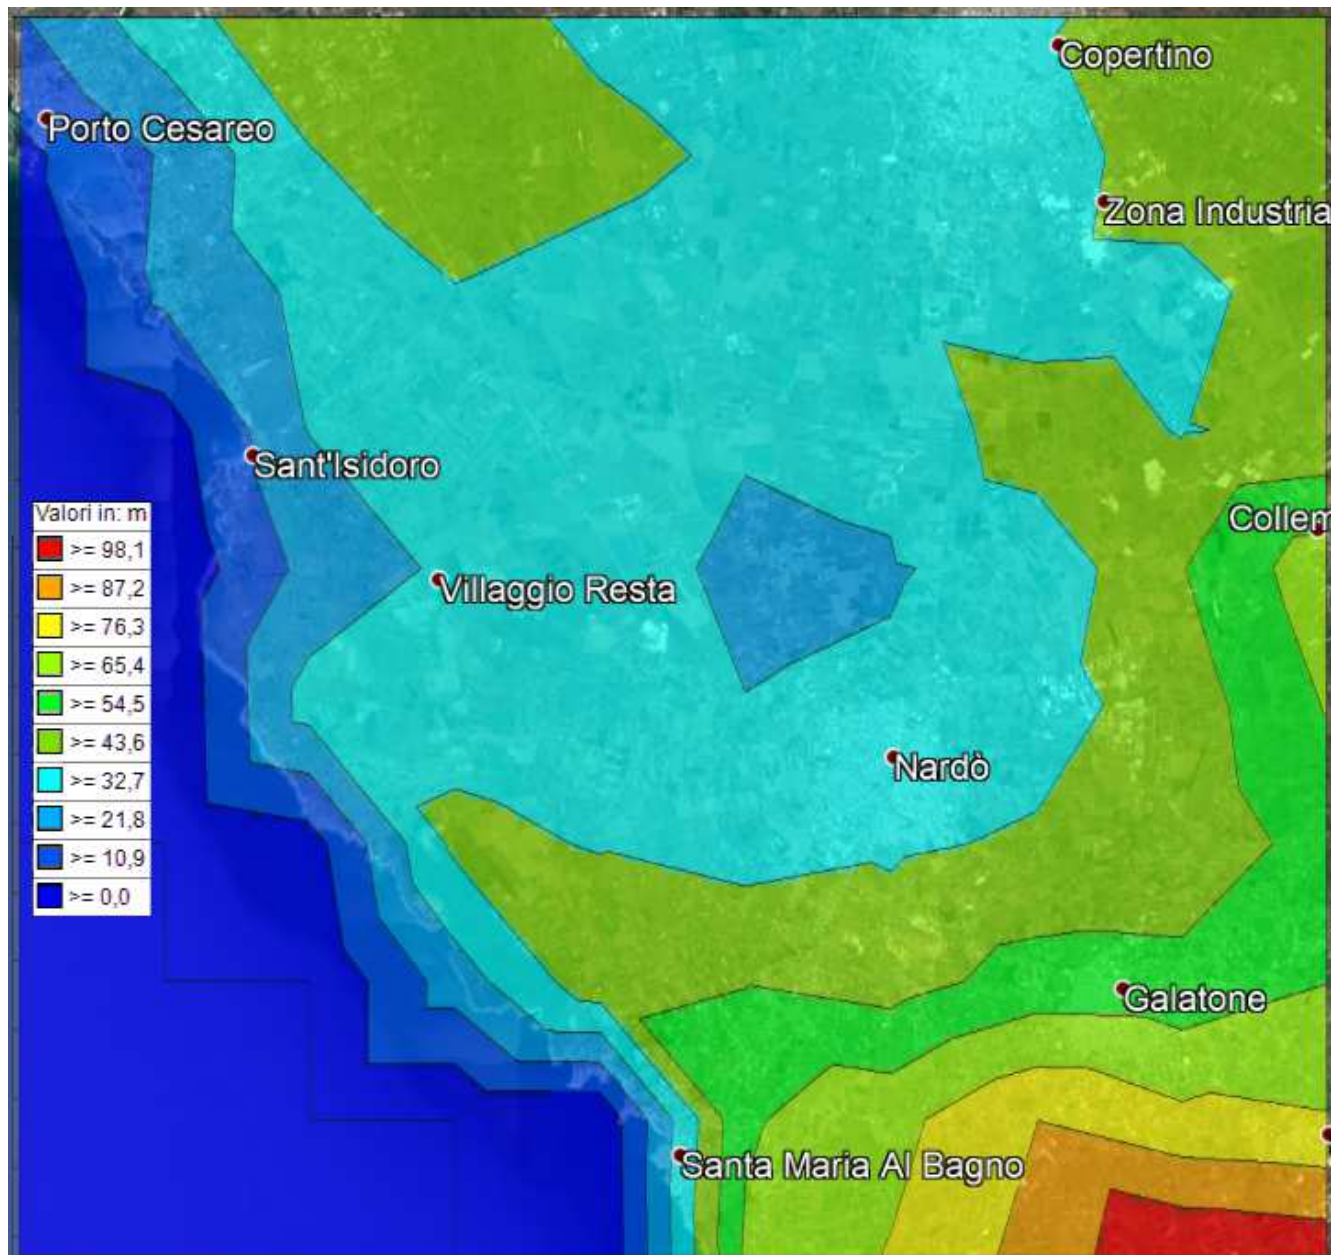 Copertino
Porto Cesareo
Zona Industria
Sant'Isidoro
Valori in: m
>= 98,1
>= 87,2
>= 76,3
>= 65,4
>= 54,5
>= 43,6
>= 32,7
>= 21,8
>= 10,9
>= 0,0
Collem
Villaggio Resta
Nardò
Galatone
Santa Maria Al Bagno